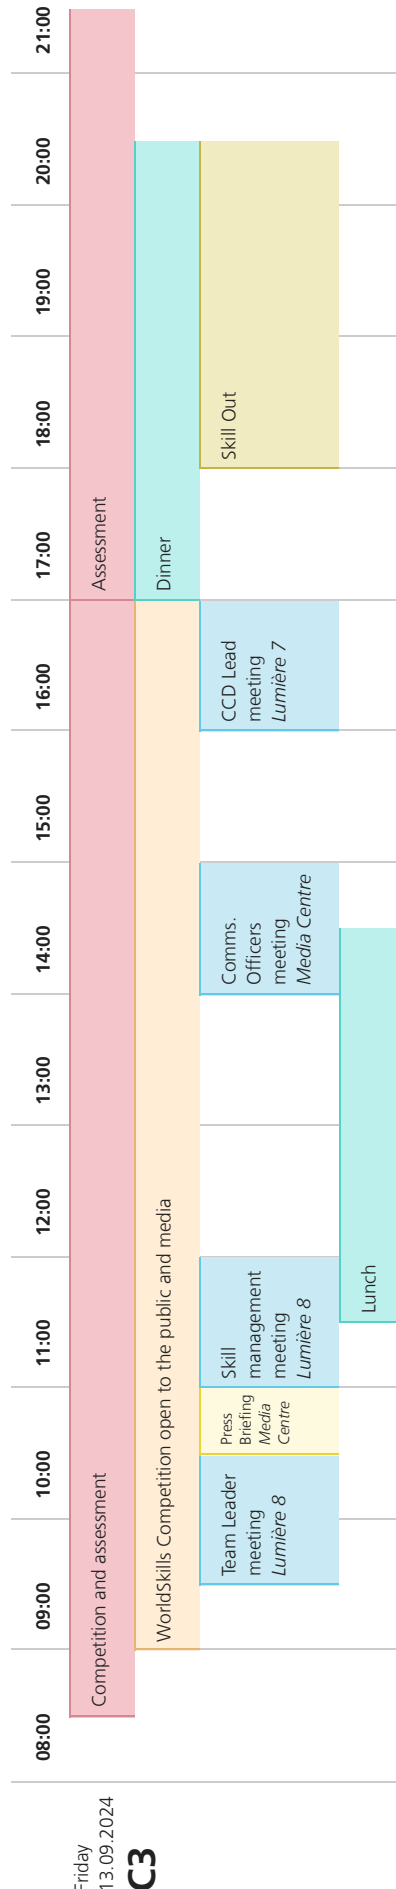 Friday
13.09.2024
C3
08:00
09:00
10:00
11:00
12:00
13:00
14:00
15:00
16:00
17:00
18:00
19:00
20:00
21:00
Competition and assessment
Assessment
WorldSkills Competition open to the public and media
Dinner
Team Leader
meeting
Lumière 8
Press
Briefing
Media
Centre
Skill
management
meeting
Lumière 8
Comms.
Officers
meeting
Media Centre
CCD Lead
meeting
Lumière 7
Skill Out
Lunch